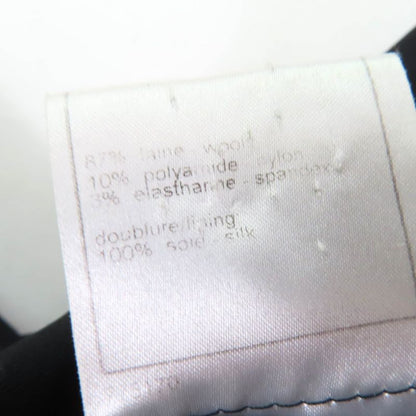 87% laine - wool
10% polyamide - nylon
3% elasthanne - spandex
doublure/lining
100% soie - silk